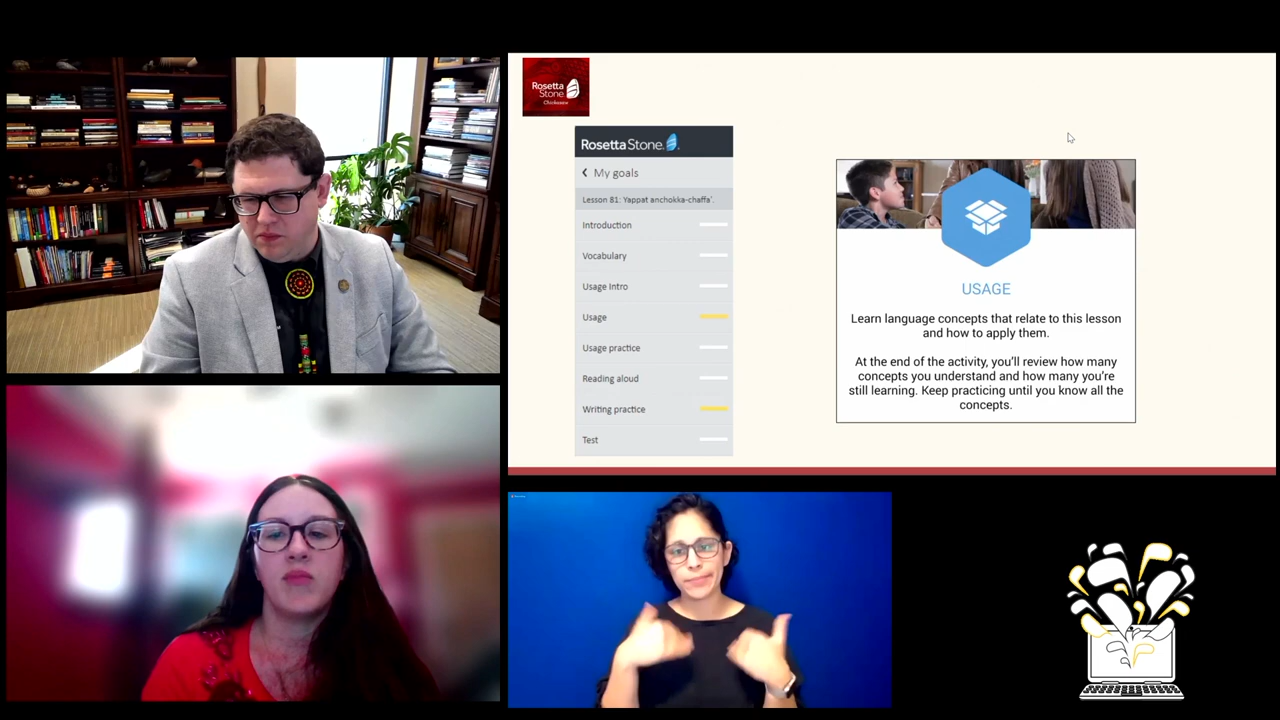 Rosetta
Stone
Chickasaw
RosettaStone
My goals
Lesson 81: Yappat anchokka-chaffa'.
Introduction
Vocabulary
Usage Intro
Usage
Usage practice
Reading aloud
Writing practice
Test
USAGE
Learn language concepts that relate to this lesson
and how to apply them.
At the end of the activity, you'll review how many
concepts you understand and how many you're
still learning. Keep practicing until you know all the
concepts.